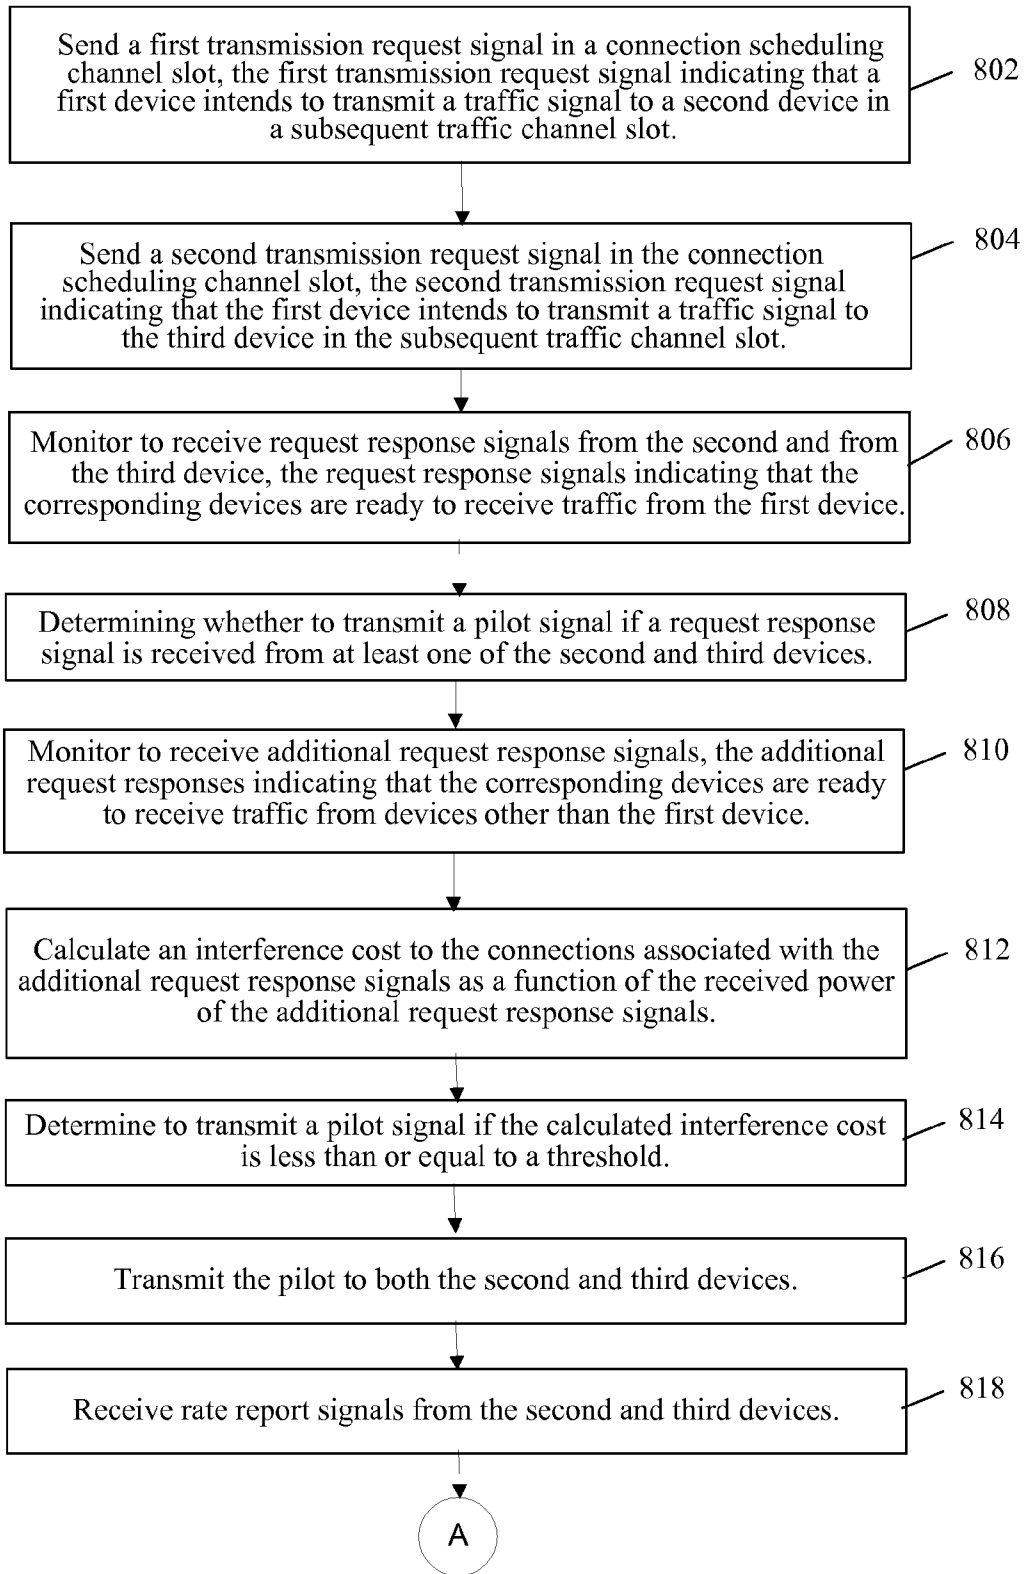 Send a first transmission request signal in a connection scheduling
channel slot, the first transmission request signal indicating that a
first device intends to transmit a traffic signal to a second device in
a subsequent traffic channel slot.
802
Send a second transmission request signal in the connection
scheduling channel slot, the second transmission request signal
indicating that the first device intends to transmit a traffic signal to
the third device in the subsequent traffic channel slot.
804
Monitor to receive request response signals from the second and from
the third device, the request response signals indicating that the
corresponding devices are ready to receive traffic from the first device.
806
Determining whether to transmit a pilot signal if a request response
signal is received from at least one of the second and third devices.
808
Monitor to receive additional request response signals, the additional
request responses indicating that the corresponding devices are ready
to receive traffic from devices other than the first device.
810
Calculate an interference cost to the connections associated with the
additional request response signals as a function of the received power
of the additional request response signals.
812
Determine to transmit a pilot signal if the calculated interference cost
is less than or equal to a threshold.
814
Transmit the pilot to both the second and third devices.
816
Receive rate report signals from the second and third devices.
818
A